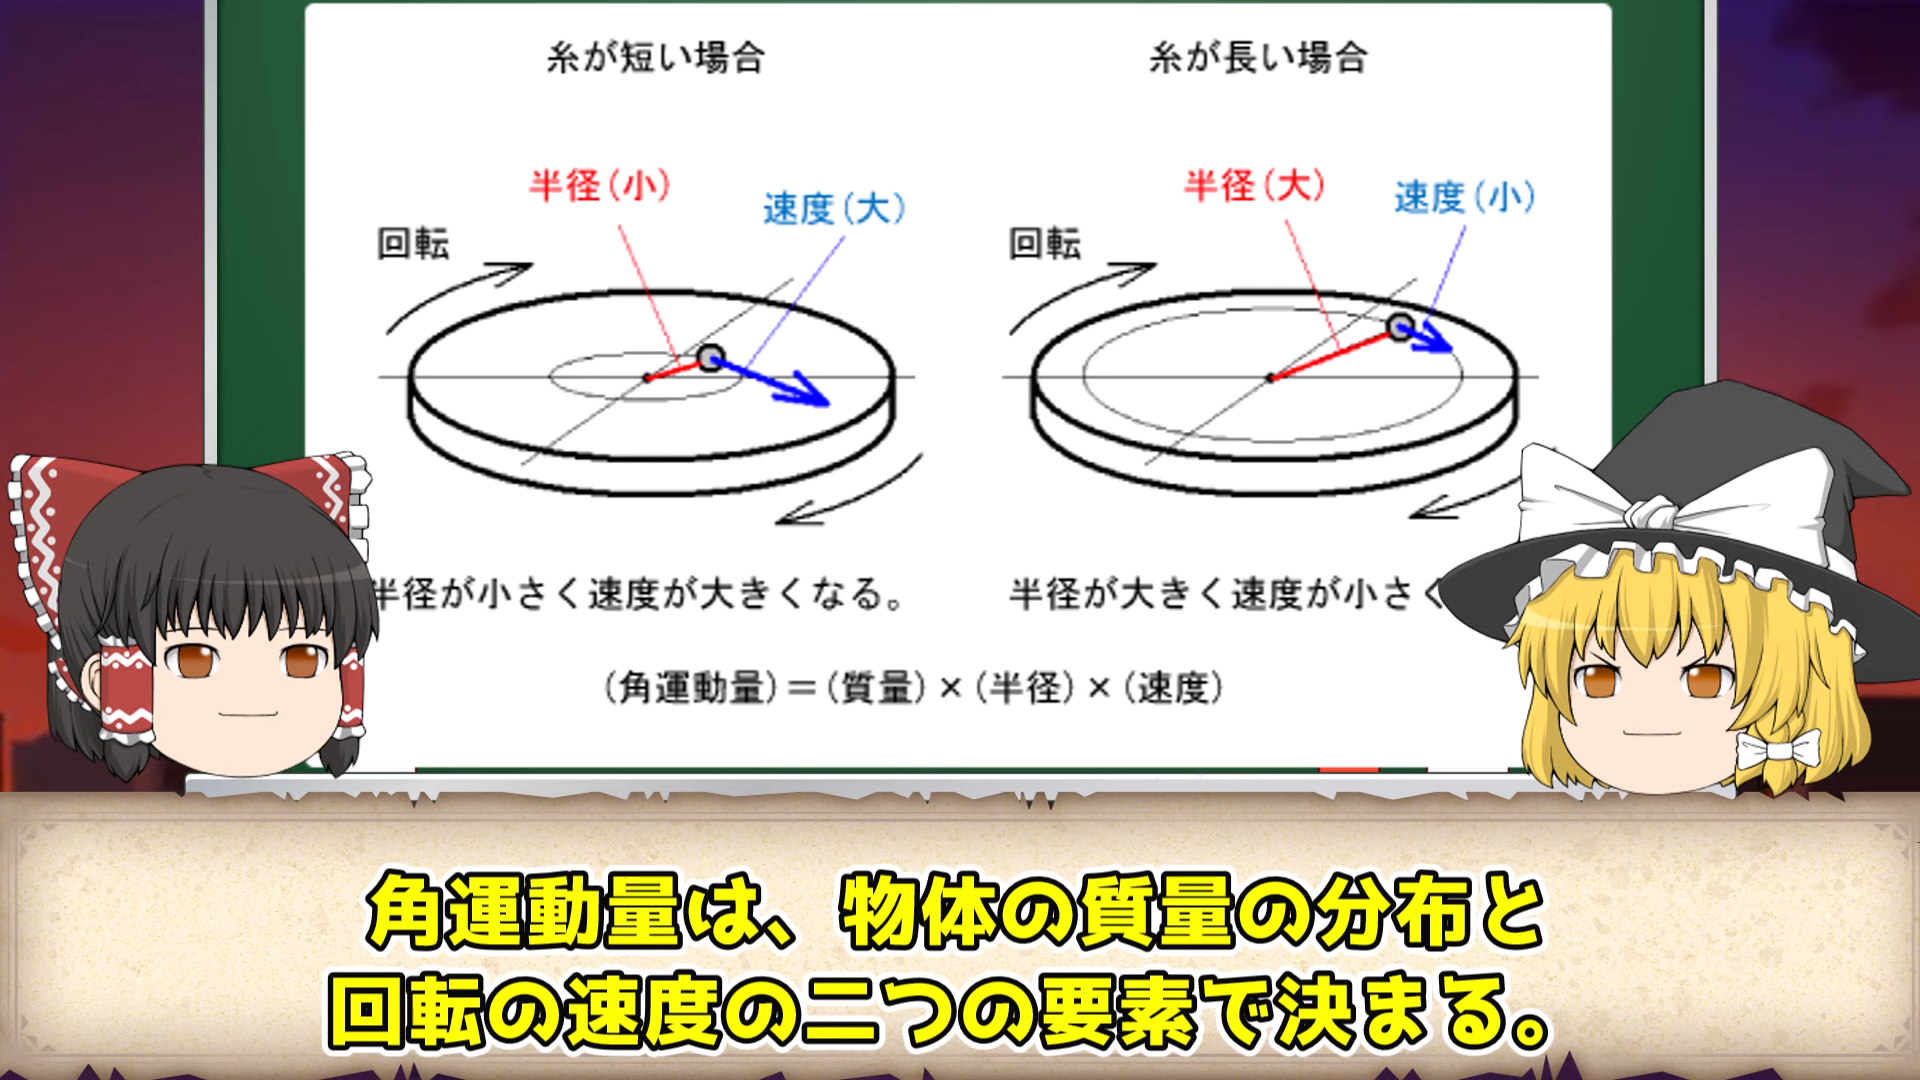 糸が短い場合
糸が長い場合
半径(小)
速度(大)
回転
半径(大)
速度(小)
回転
半径が小さく速度が大きくなる。
半径が大きく速度が小さく
(角運動量)=(質量)×(半径)×(速度)
角運動量は、物体の質量の分布と
回転の速度の二つの要素で決まる。